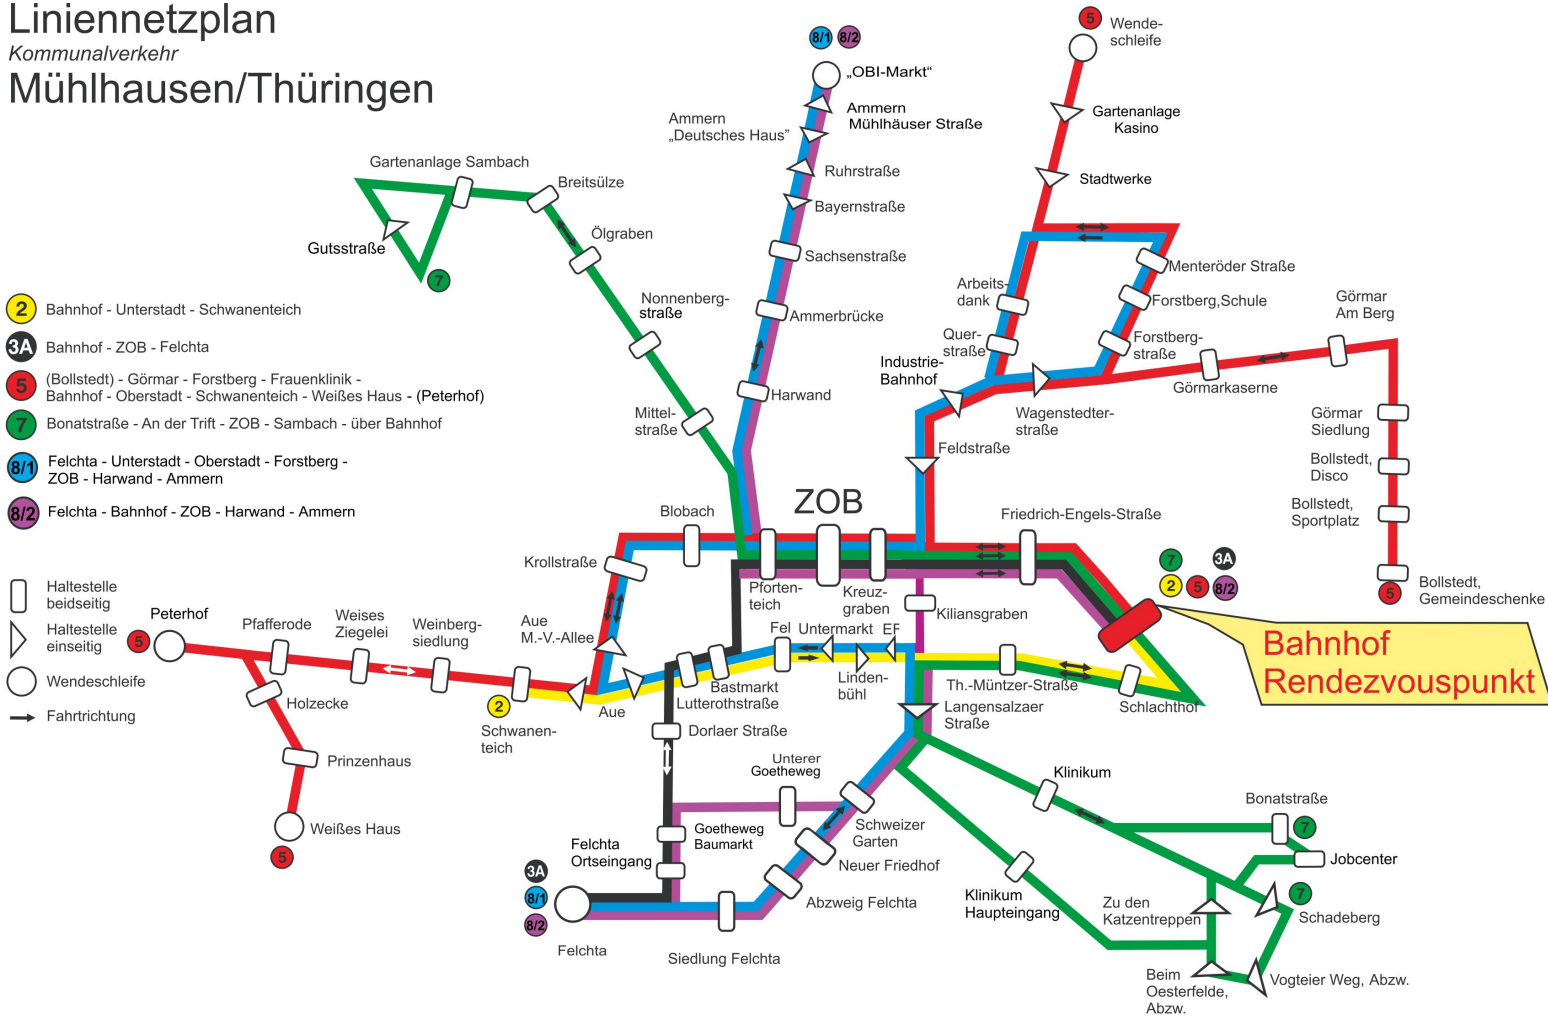 Liniennetzplan
Kommunalverkehr
Mühlhausen/Thüringen
5
Wende-
schleife
8/1 8/2
„OBI-Markt“
Ammern
Mühlhäuser Straße
Ammern
„Deutsches Haus”
Ruhrstraße
Bayernstraße
Sachsenstraße
Ammerbrücke
Harwand
Gartenanlage
Kasino
Stadtwerke
Gartenanlage Sambach
Breitsülze
Ölgraben
Gutsstraße
7
Nonnenberg-
straße
Mittel-
straße
Menteröder Straße
Forstberg,Schule
Forstberg-
straße
Arbeits-
dank
Quer-
straße
Industrie-
Bahnhof
Wagenstedter-
straße
Feldstraße
Görmar
Am Berg
Görmarkaserne
Görmar
Siedlung
Bollstedt,
Disco
Bollstedt,
Sportplatz
5
Bollstedt,
Gemeindeschenke
2 Bahnhof - Unterstadt - Schwanenteich
3A Bahnhof - ZOB - Felchta
5 (Bollstedt) - Görmar - Forstberg - Frauenklinik -
Bahnhof - Oberstadt - Schwanenteich - Weißes Haus - (Peterhof)
7 Bonatstraße - An der Trift - ZOB - Sambach - über Bahnhof
8/1 Felchta - Unterstadt - Oberstadt - Forstberg -
ZOB - Harwand - Ammern
8/2 Felchta - Bahnhof - ZOB - Harwand - Ammern
Haltestelle
beidseitig
Haltestelle
einseitig
Wendeschleife
Fahrtrichtung
Blobach
ZOB
Friedrich-Engels-Straße
Krollstraße
Pforten-
teich
Kreuz-
graben
Kiliansgraben
7 3A
2 5 8/2
Bahnhof
Rendezvouspunkt
Peterhof
5
Pfafferode
Weises
Ziegelei
Weinberg-
siedlung
Aue
M.-V.-Allee
Holzecke
Prinzenhaus
Weißes Haus
5
2
Schwanen-
teich
Aue
Fel
Untermarkt
EF
Linden-
bühl
Bastmarkt
Lutterothstraße
Th.-Müntzer-Straße
Schlachthof
Langensalzaer
Straße
Dorlaer Straße
Unterer
Goetheweg
Goetheweg
Baumarkt
Felchta
Ortseingang
Schweizer
Garten
Neuer Friedhof
Abzweig Felchta
3A
8/1
8/2
Felchta
Siedlung Felchta
Klinikum
Bonatstraße
7
Jobcenter
Klinikum
Haupteingang
Zu den
Katzentreppen
7
Schadeberg
Beim
Oesterfelde,
Abzw.
Vogteier Weg, Abzw.